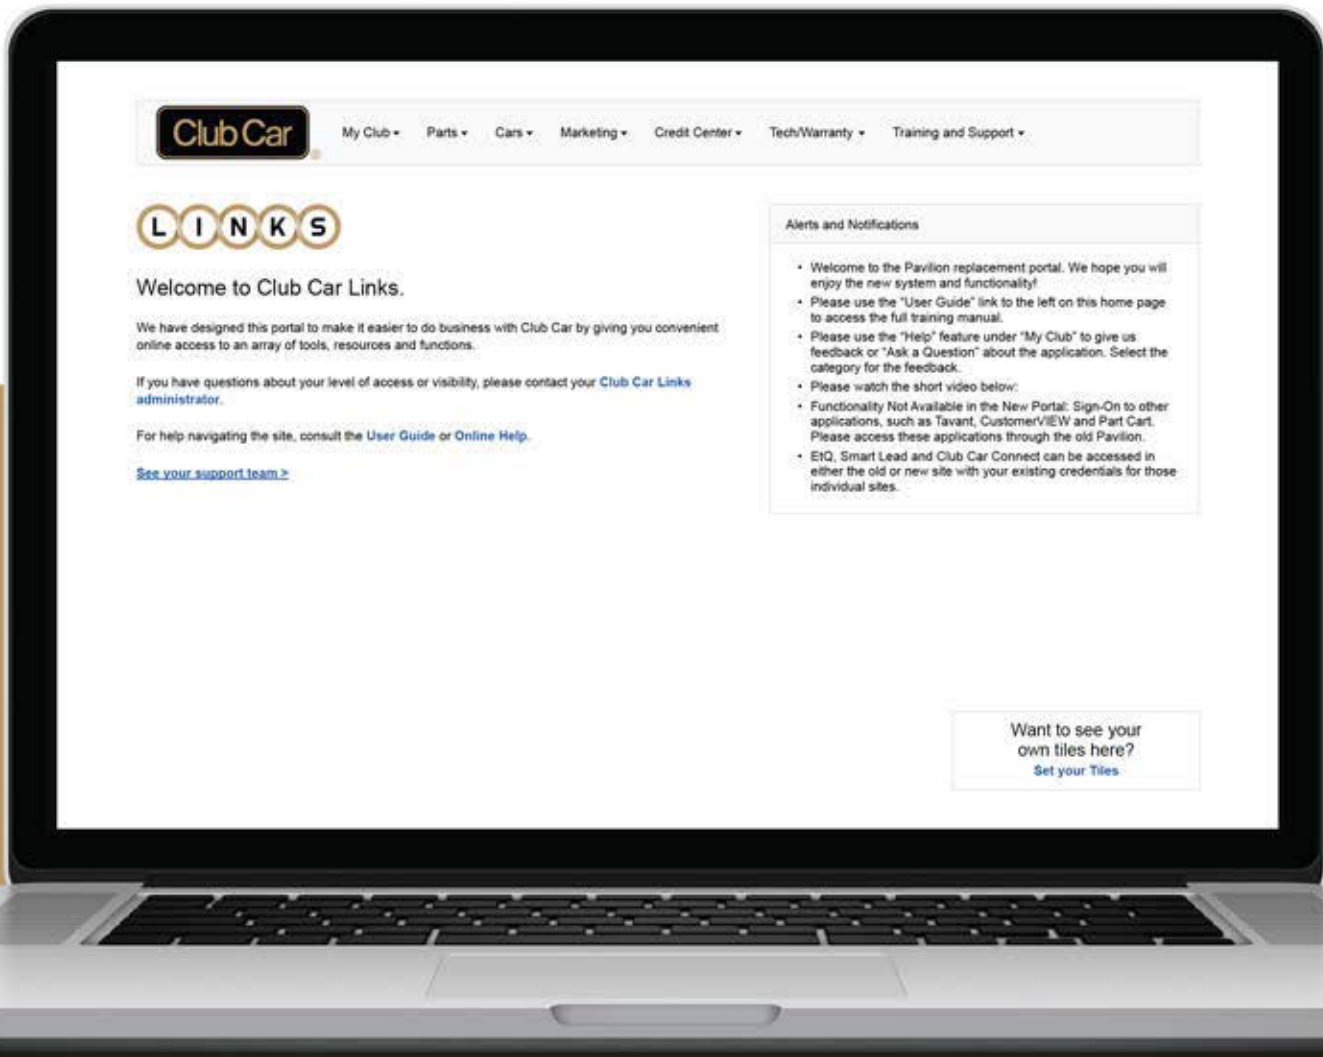 Club Car
My Club
Parts
Cars
Marketing
Credit Center
Tech/Warranty
Training and Support
LINKS
Welcome to Club Car Links.
We have designed this portal to make it easier to do business with Club Car by giving you convenient
online access to an array of tools, resources and functions.
If you have questions about your level of access or visibility, please contact your Club Car Links
administrator.
For help navigating the site, consult the User Guide or Online Help.
See your support team >
Alerts and Notifications
• Welcome to the Pavilion replacement portal. We hope you will
enjoy the new system and functionality!
• Please use the "User Guide" link to the left on this home page
to access the full training manual.
• Please use the "Help" feature under "My Club" to give us
feedback or "Ask a Question" about the application. Select the
category for the feedback.
• Please watch the short video below:
• Functionality Not Available in the New Portal: Sign-On to other
applications, such as Tavant, CustomerVIEW and Part Cart.
Please access these applications through the old Pavilion.
• EtQ, Smart Lead and Club Car Connect can be accessed in
either the old or new site with your existing credentials for those
individual sites.
Want to see your
own tiles here?
Set your Tiles